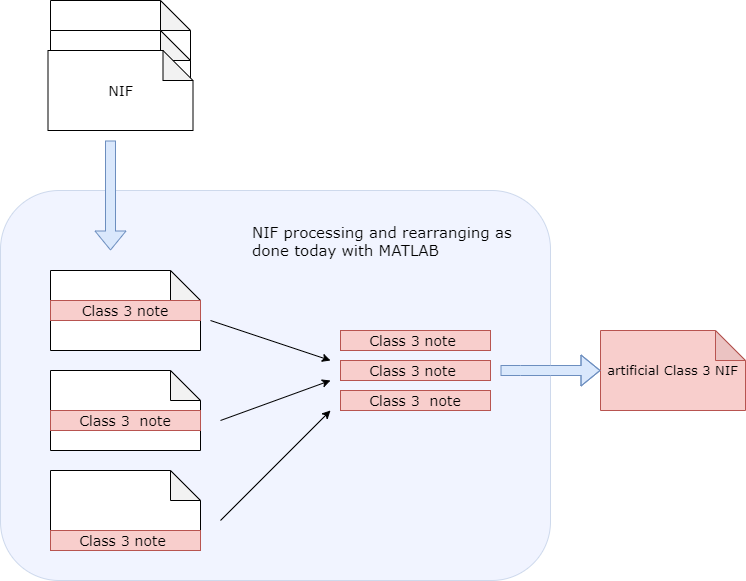 NIF
NIF processing and rearranging as
done today with MATLAB
Class 3 note
Class 3  note
Class 3 note
Class 3 note
Class 3 note
Class 3  note
artificial Class 3 NIF